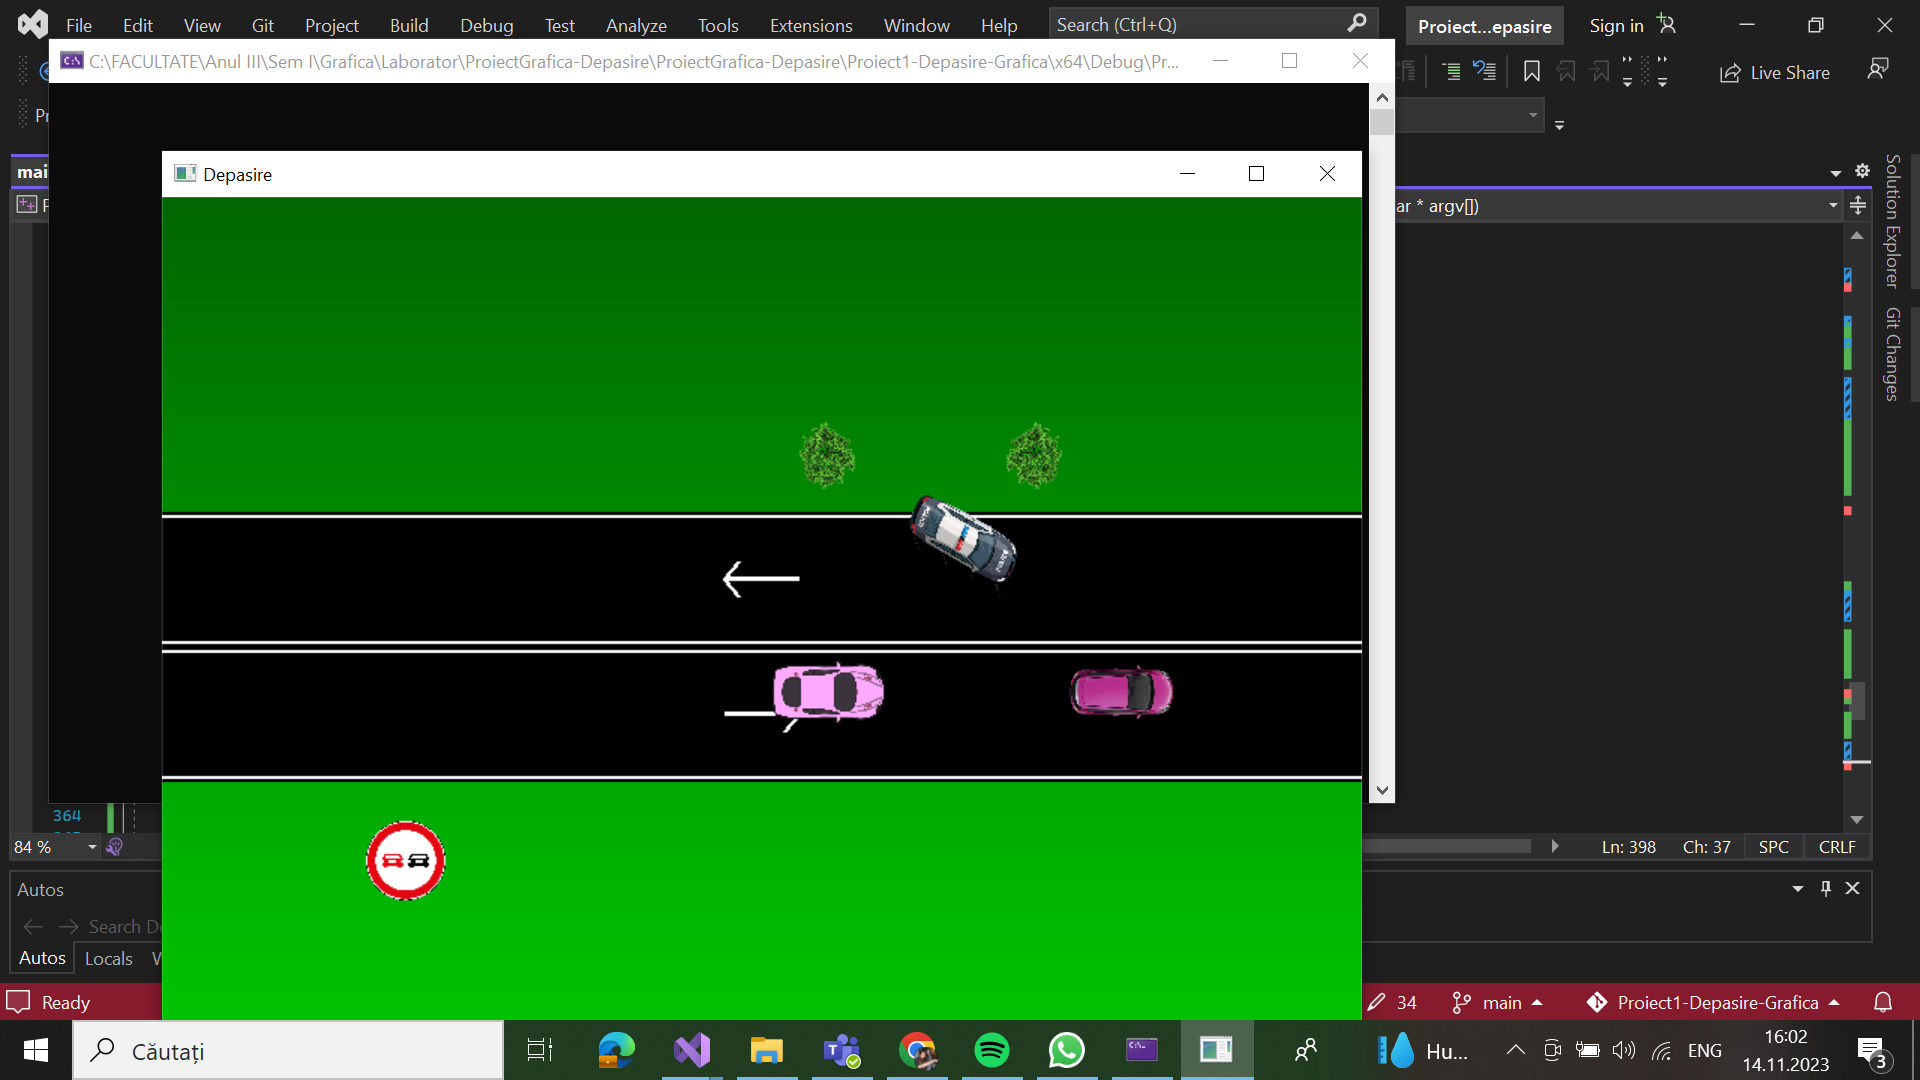 File Edit View Git Project Build Debug Test Analyze Tools Extensions Window Help Search (Ctrl+Q) Proiect...epasire Sign in
C:\FACULTATE\Anul III\Sem I\Grafica\Laborator\ProiectGrafica-Depasire\ProiectGrafica-Depasire\Proiect1-Depasire-Grafica\x64\Debug\Pr...
Live Share
Pr
Depasire
mai
ar * argv[])
Solution Explorer
Git Changes
364
84 %
Ln: 398 Ch: 37 SPC CRLF
Autos
Search De
Autos Locals W
Ready
34 main Proiect1-Depasire-Grafica
Căutați
Hu...
ENG
16:02
14.11.2023
3